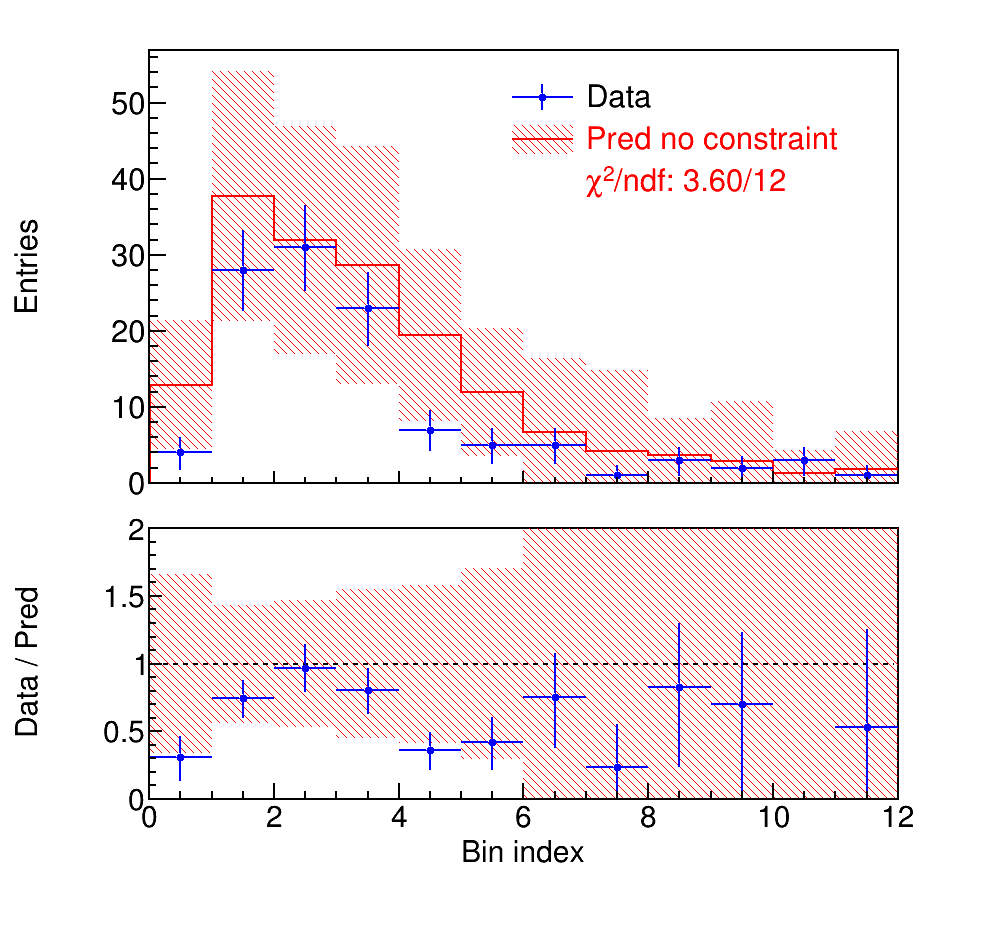 Entries
50
40
30
20
10
0
Data
Pred no constraint
χ²/ndf: 3.60/12
Data / Pred
2
1.5
1
0.5
0
0 2 4 6 8 10 12
Bin index